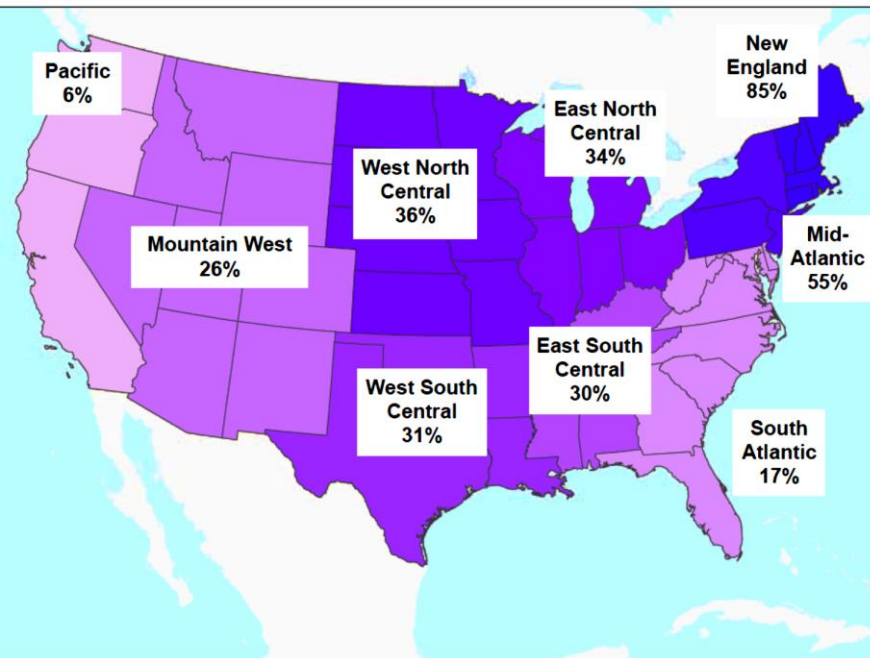 Pacific
6%
New
England
85%
East North
Central
34%
West North
Central
36%
Mountain West
26%
Mid-
Atlantic
55%
East South
Central
30%
West South
Central
31%
South
Atlantic
17%